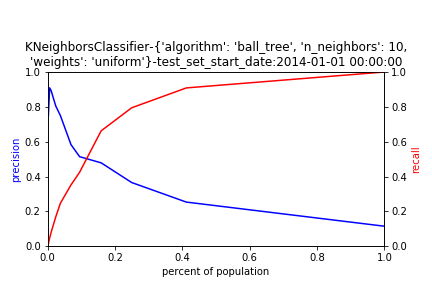 KNeighborsClassifier-{'algorithm': 'ball_tree', 'n_neighbors': 10,
'weights': 'uniform'}-test_set_start_date:2014-01-01 00:00:00
1.0 1.0
0.8 0.8
0.6 0.6
precision recall
0.4 0.4
0.2 0.2
0.0 0.0
0.0 0.2 0.4 0.6 0.8 1.0
percent of population